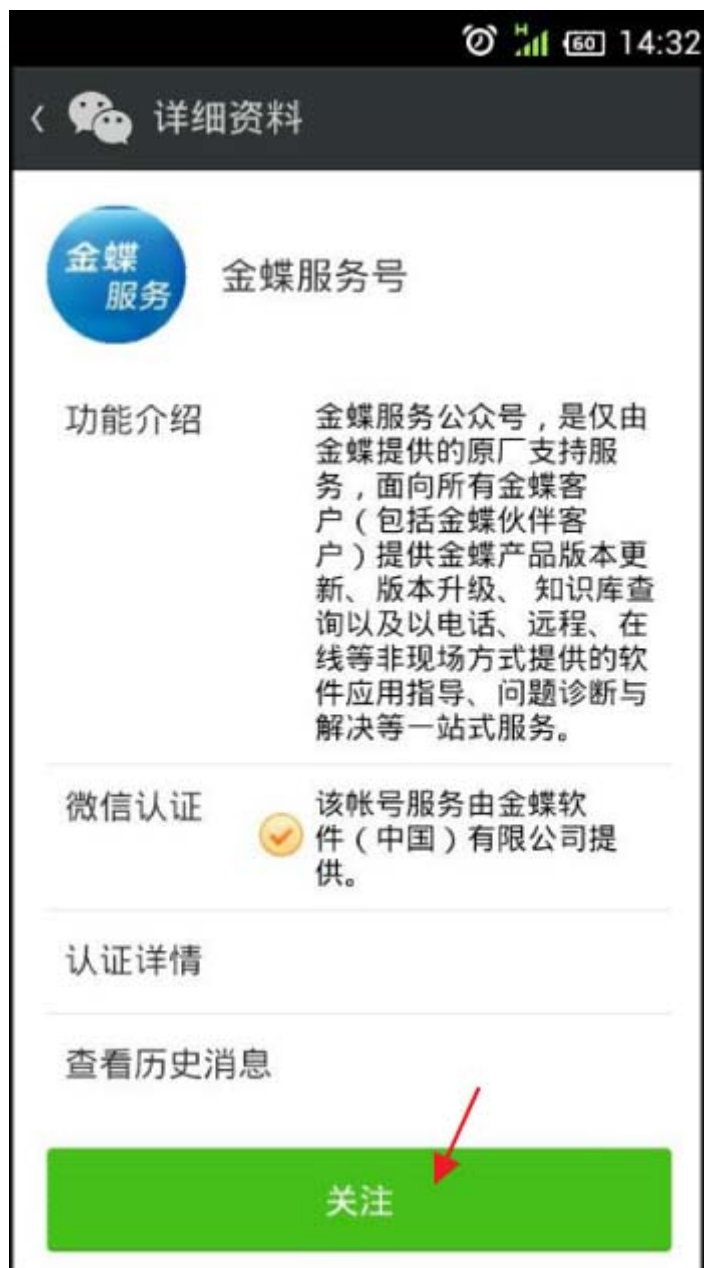 H
60 14:32
详细资料
金蝶
服务
金蝶服务号
功能介绍
金蝶服务公众号，是仅由
金蝶提供的原厂支持服
务，面向所有金蝶客
户（包括金蝶伙伴客
户）提供金蝶产品版本更
新、版本升级、 知识库查
询以及以电话、远程、在
线等非现场方式提供的软
件应用指导、问题诊断与
解决等一站式服务。
微信认证
该帐号服务由金蝶软
件（中国）有限公司提
供。
认证详情
查看历史消息
关注